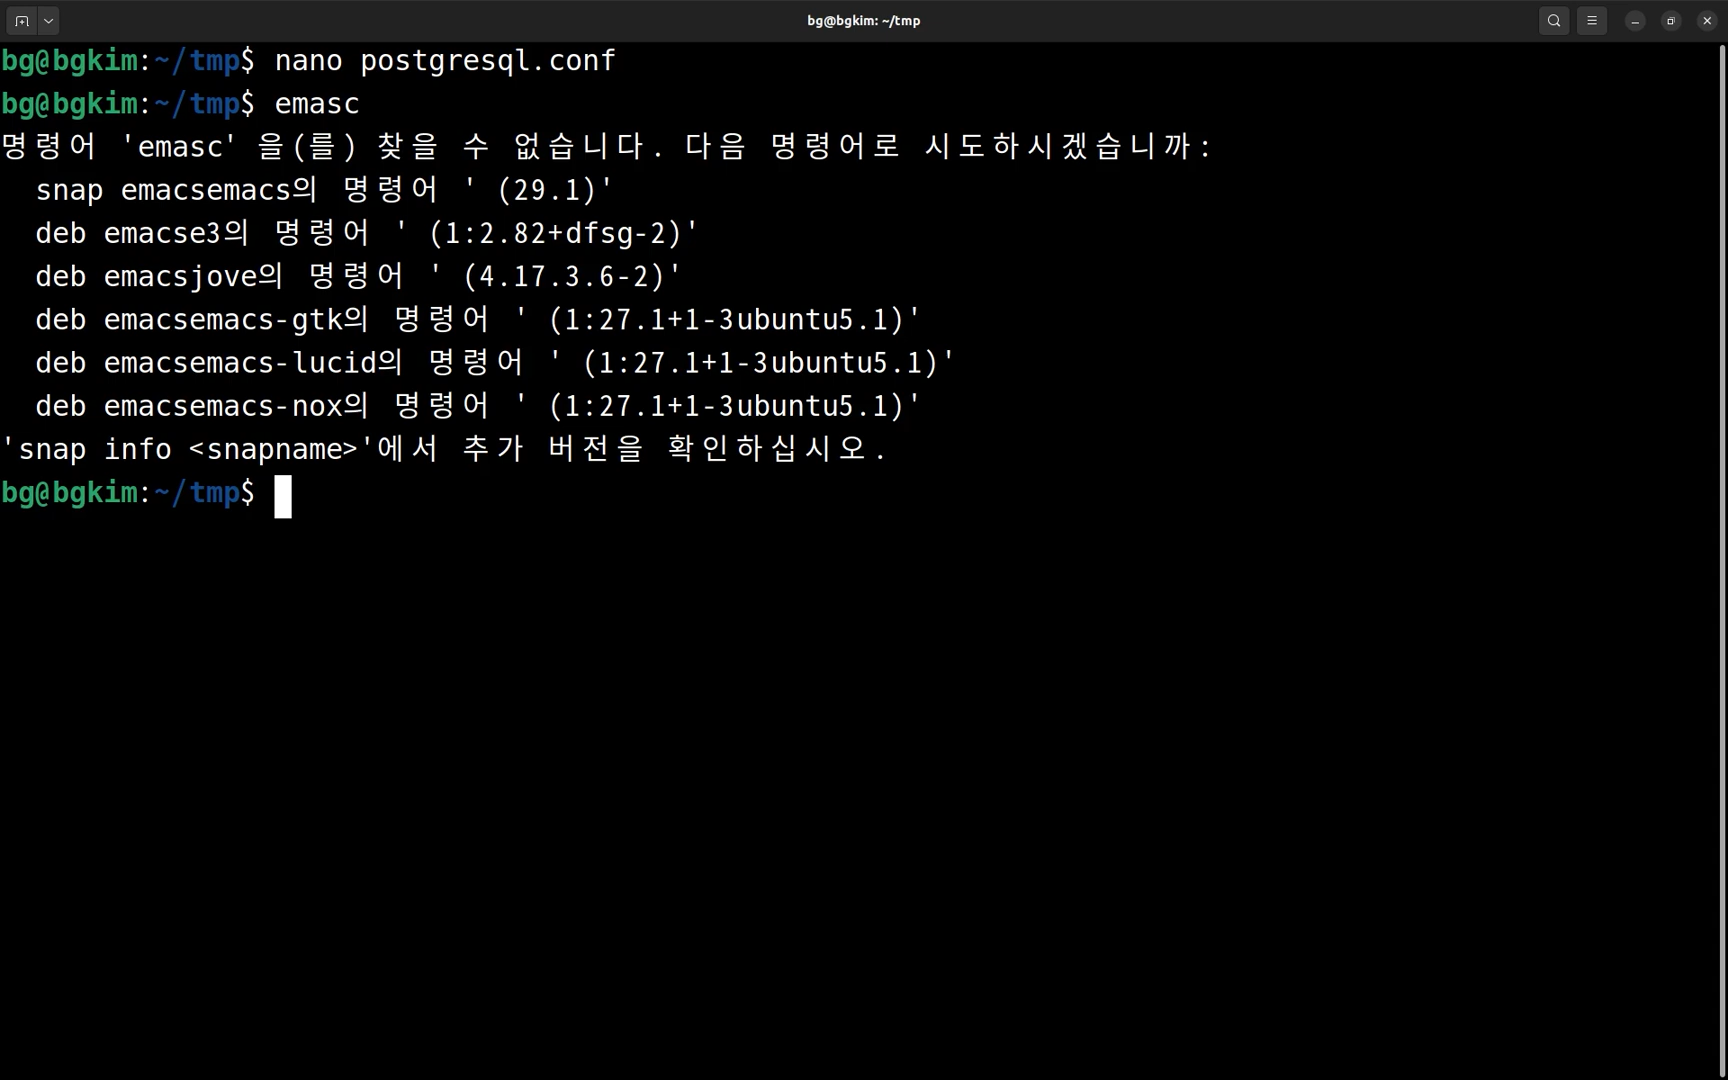 bg@bgkim: ~/tmp
bg@bgkim:~/tmp$ nano postgresql.conf
bg@bgkim:~/tmp$ emasc
명령어 'emasc' 을(를) 찾을 수 없습니다. 다음 명령어로 시도하시겠습니까:
  snap emacsemacs의 명령어 ' (29.1)'
  deb emacse3의 명령어 ' (1:2.82+dfsg-2)'
  deb emacsjove의 명령어 ' (4.17.3.6-2)'
  deb emacsemacs-gtk의 명령어 ' (1:27.1+1-3ubuntu5.1)'
  deb emacsemacs-lucid의 명령어 ' (1:27.1+1-3ubuntu5.1)'
  deb emacsemacs-nox의 명령어 ' (1:27.1+1-3ubuntu5.1)'
'snap info <snapname>'에서 추가 버전을 확인하십시오.
bg@bgkim:~/tmp$